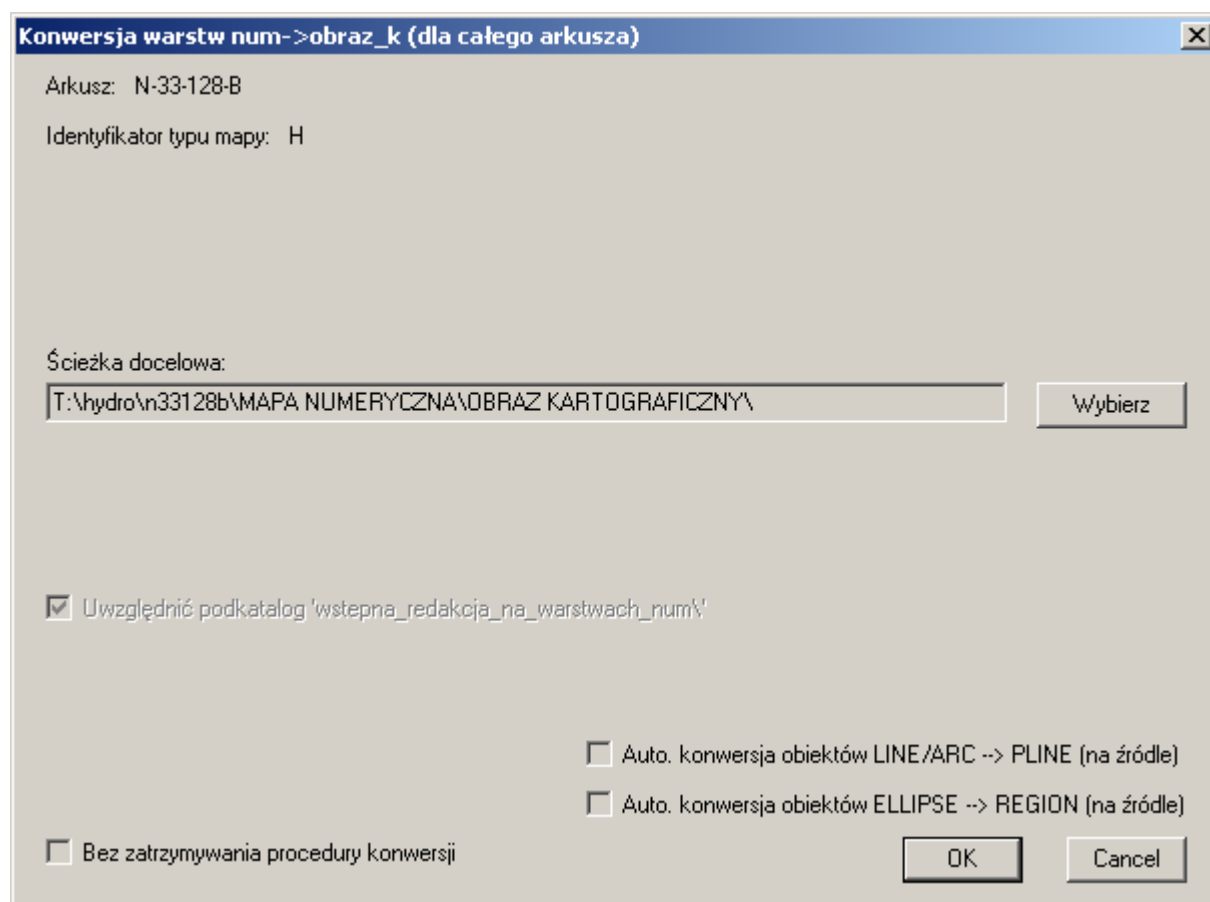 Konwersja warstw num->obraz_k (dla całego arkusza)
Arkusz: N-33-128-B
Identyfikator typu mapy: H
Ścieżka docelowa:
T:\hydro\n33128b\MAPA NUMERYCZNA\OBRAZ KARTOGRAFICZNY\
Wybierz
Uwzględnić podkatalog 'wstepna_redakcja_na_warstwach_num\'
Auto. konwersja obiektów LINE/ARC --> PLINE (na źródle)
Auto. konwersja obiektów ELLIPSE --> REGION (na źródle)
Bez zatrzymywania procedury konwersji
OK
Cancel